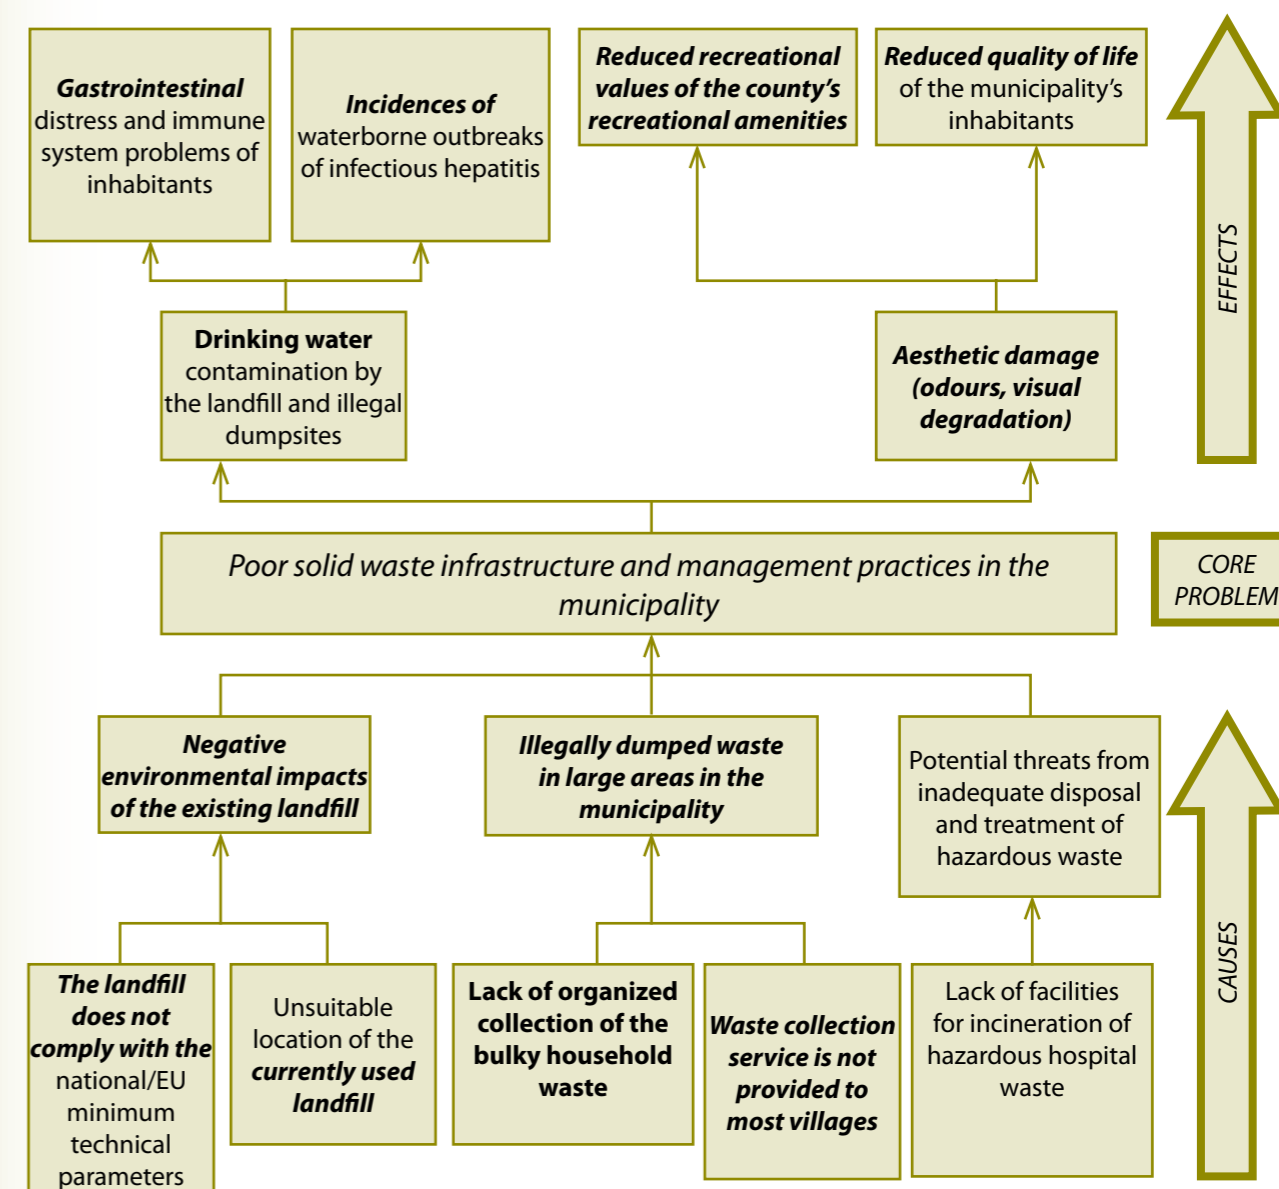 Gastrointestinal
distress and immune
system problems of
inhabitants
Incidences of
waterborne outbreaks
of infectious hepatitis
Reduced recreational
values of the county’s
recreational amenities
Reduced quality of life
of the municipality’s
inhabitants
EFFECTS
Drinking water
contamination by
the landfill and illegal
dumpsites
Aesthetic damage
(odours, visual
degradation)
Poor solid waste infrastructure and management practices in the
municipality
CORE
PROBLEM
Negative
environmental impacts
of the existing landfill
Illegally dumped waste
in large areas in the
municipality
Potential threats from
inadequate disposal
and treatment of
hazardous waste
CAUSES
The landfill
does not
comply with the
national/EU
minimum
technical
parameters
Unsuitable
location of the
currently used
landfill
Lack of organized
collection of the
bulky household
waste
Waste collection
service is not
provided to
most villages
Lack of facilities
for incineration of
hazardous hospital
waste